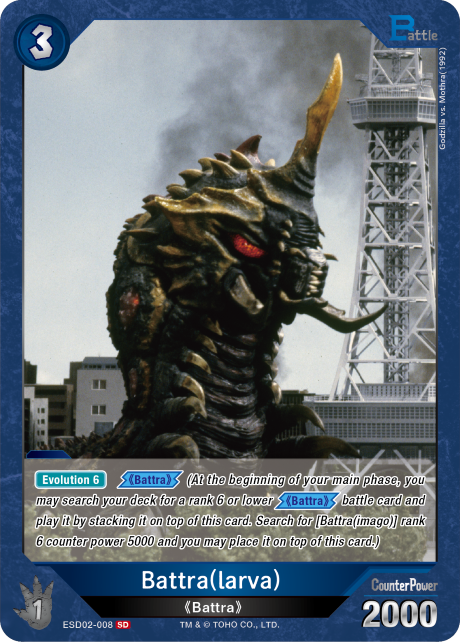 3
Battle
Godzilla vs. Mothra(1992)
Evolution 6 《Battra》 (At the beginning of your main phase, you
may search your deck for a rank 6 or lower 《Battra》 battle card and
play it by stacking it on top of this card. Search for [Battra(imago)] rank
6 counter power 5000 and you may place it on top of this card.)
Battra(larva)
CounterPower
1
《Battra》
2000
ESD02-008 SD
TM & © TOHO CO., LTD.